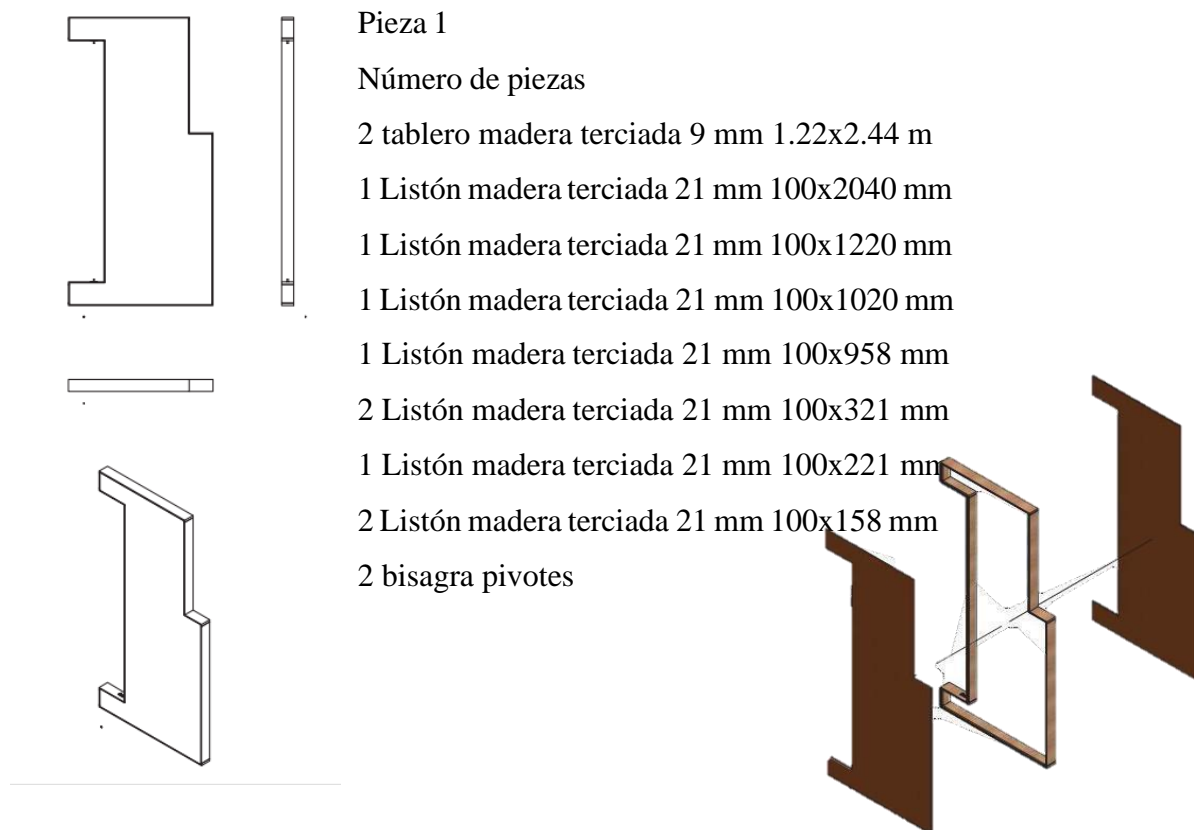 Pieza 1
Número de piezas
2 tablero madera terciada 9 mm 1.22x2.44 m
1 Listón madera terciada 21 mm 100x2040 mm
1 Listón madera terciada 21 mm 100x1220 mm
1 Listón madera terciada 21 mm 100x1020 mm
1 Listón madera terciada 21 mm 100x958 mm
2 Listón madera terciada 21 mm 100x321 mm
1 Listón madera terciada 21 mm 100x221 mm
2 Listón madera terciada 21 mm 100x158 mm
2 bisagra pivotes